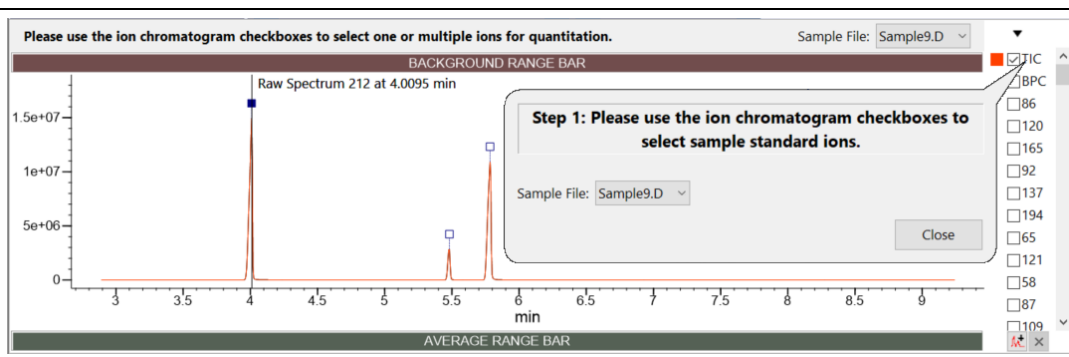 Please use the ion chromatogram checkboxes to select one or multiple ions for quantitation.
Sample File: Sample9.D
BACKGROUND RANGE BAR
Raw Spectrum 212 at 4.0095 min
1.5e+07
1e+07
5e+06
0
3 3.5 4 4.5 5 5.5 6 6.5 7 7.5 8 8.5 9
min
AVERAGE RANGE BAR
Step 1: Please use the ion chromatogram checkboxes to
select sample standard ions.
Sample File: Sample9.D
Close
TIC
BPC
86
120
165
92
137
194
65
121
58
87
109